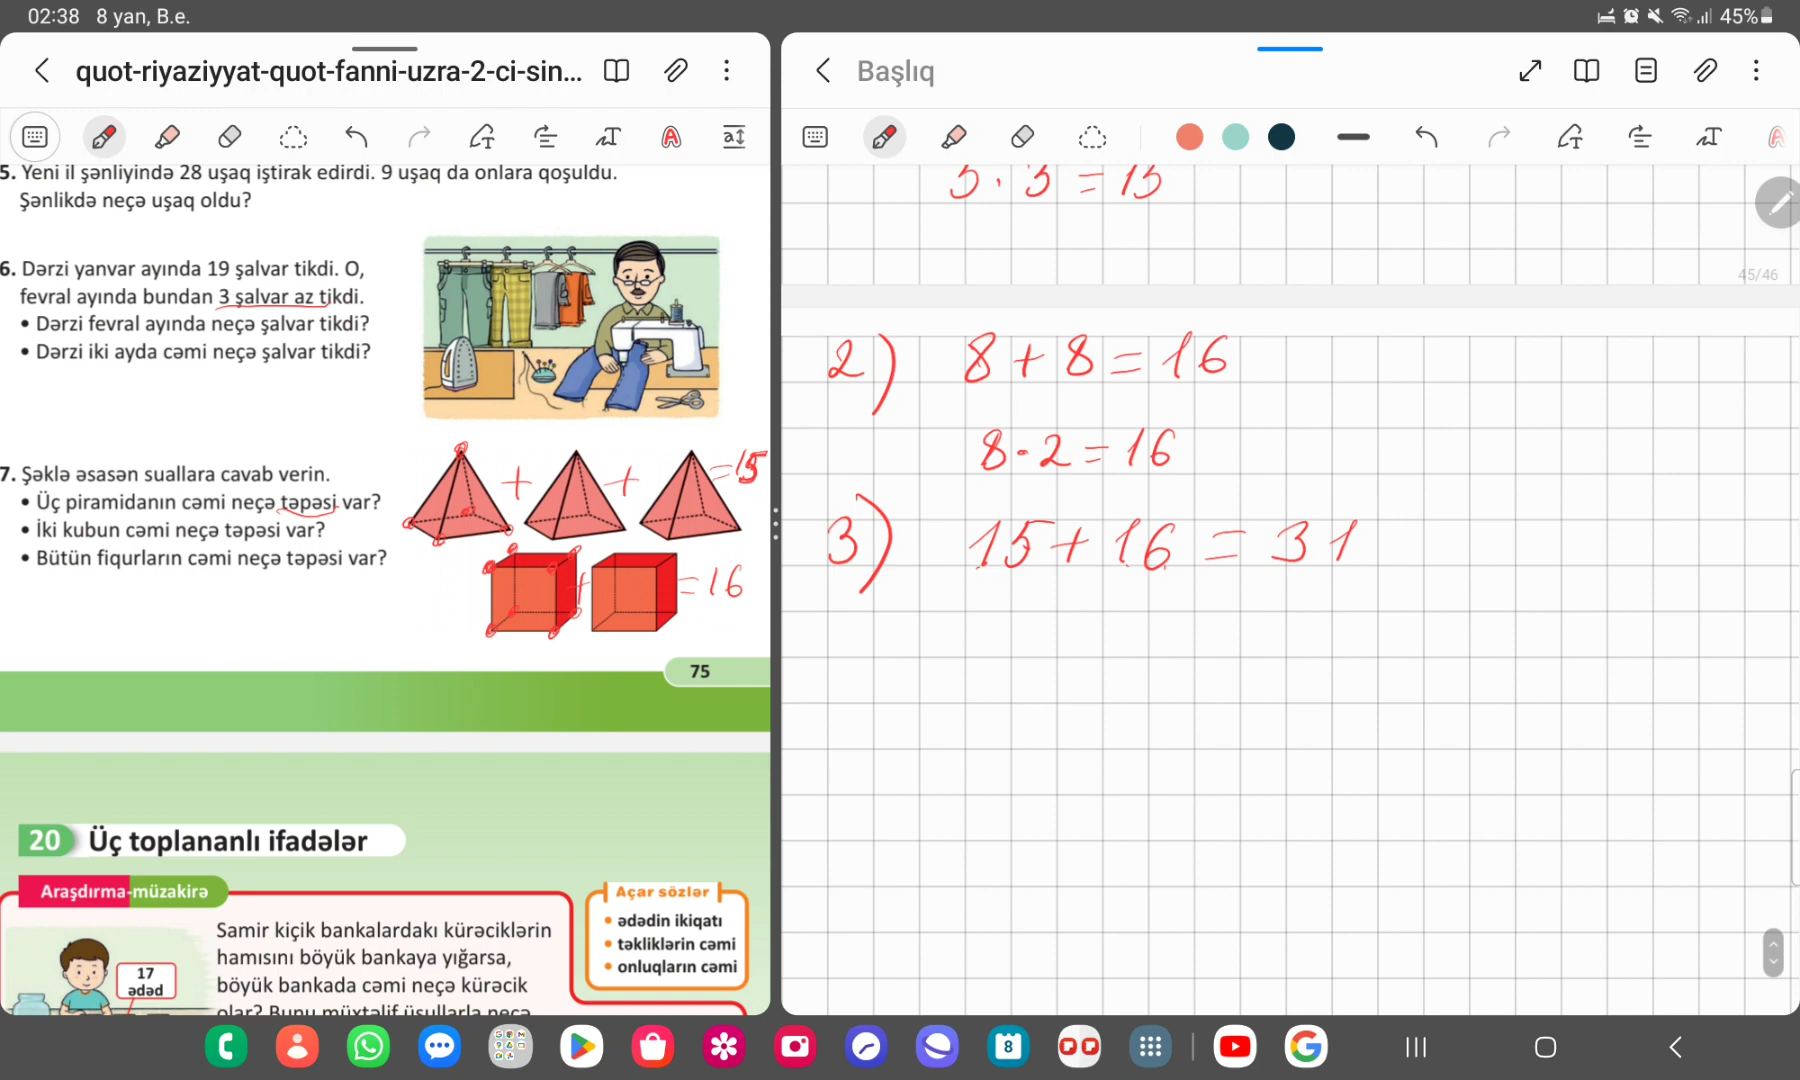 02:38 8 yan, B.e.
45%
quot-riyaziyyat-quot-fanni-uzra-2-ci-sin...
5. Yeni il şənliyində 28 uşaq iştirak edirdi. 9 uşaq da onlara qoşuldu.
Şənlikdə neçə uşaq oldu?
6. Dərzi yanvar ayında 19 şalvar tikdi. O,
fevral ayında bundan 3 şalvar az tikdi.
• Dərzi fevral ayında neçə şalvar tikdi?
• Dərzi iki ayda cəmi neçə şalvar tikdi?
7. Şəklə əsasən suallara cavab verin.
• Üç piramidanın cəmi neçə təpəsi var?
• İki kubun cəmi neçə təpəsi var?
• Bütün fiqurların cəmi neçə təpəsi var?
+ + =15
+ =16
75
20 Üç toplananlı ifadələr
Araşdırma-müzakirə
Samir kiçik bankalardakı kürəciklərin
hamısını böyük bankaya yığarsa,
böyük bankada cəmi neçə kürəcik
olar? Bunu müxtəlif üsullarla neçə
17
ədəd
Açar sözlər
• ədədin ikiqatı
• təkliklərin cəmi
• onluqların cəmi
Başlıq
5 · 3 = 15
45/46
2) 8 + 8 = 16
8 · 2 = 16
3) 15 + 16 = 31
8